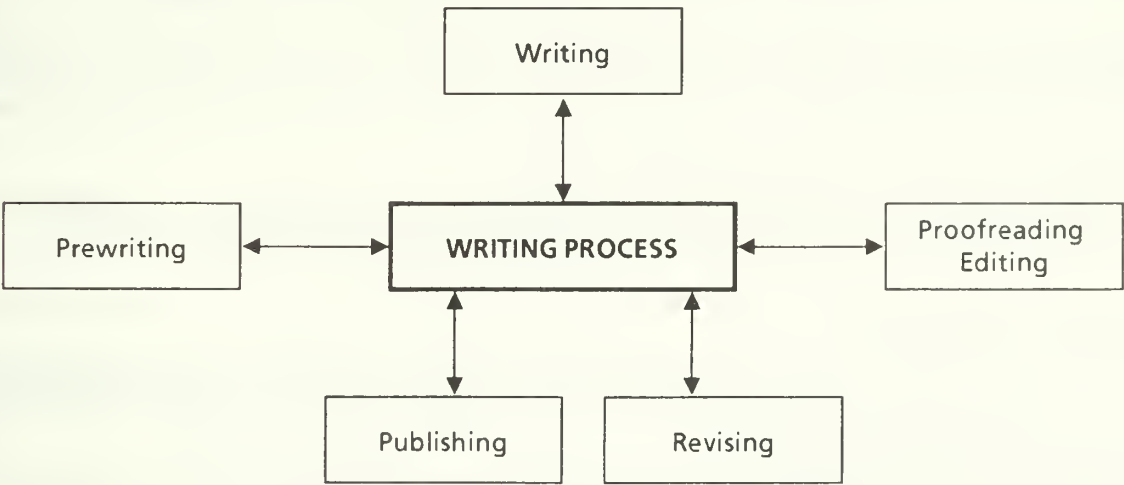 Writing
Prewriting
WRITING PROCESS
Proofreading
Editing
Publishing
Revising